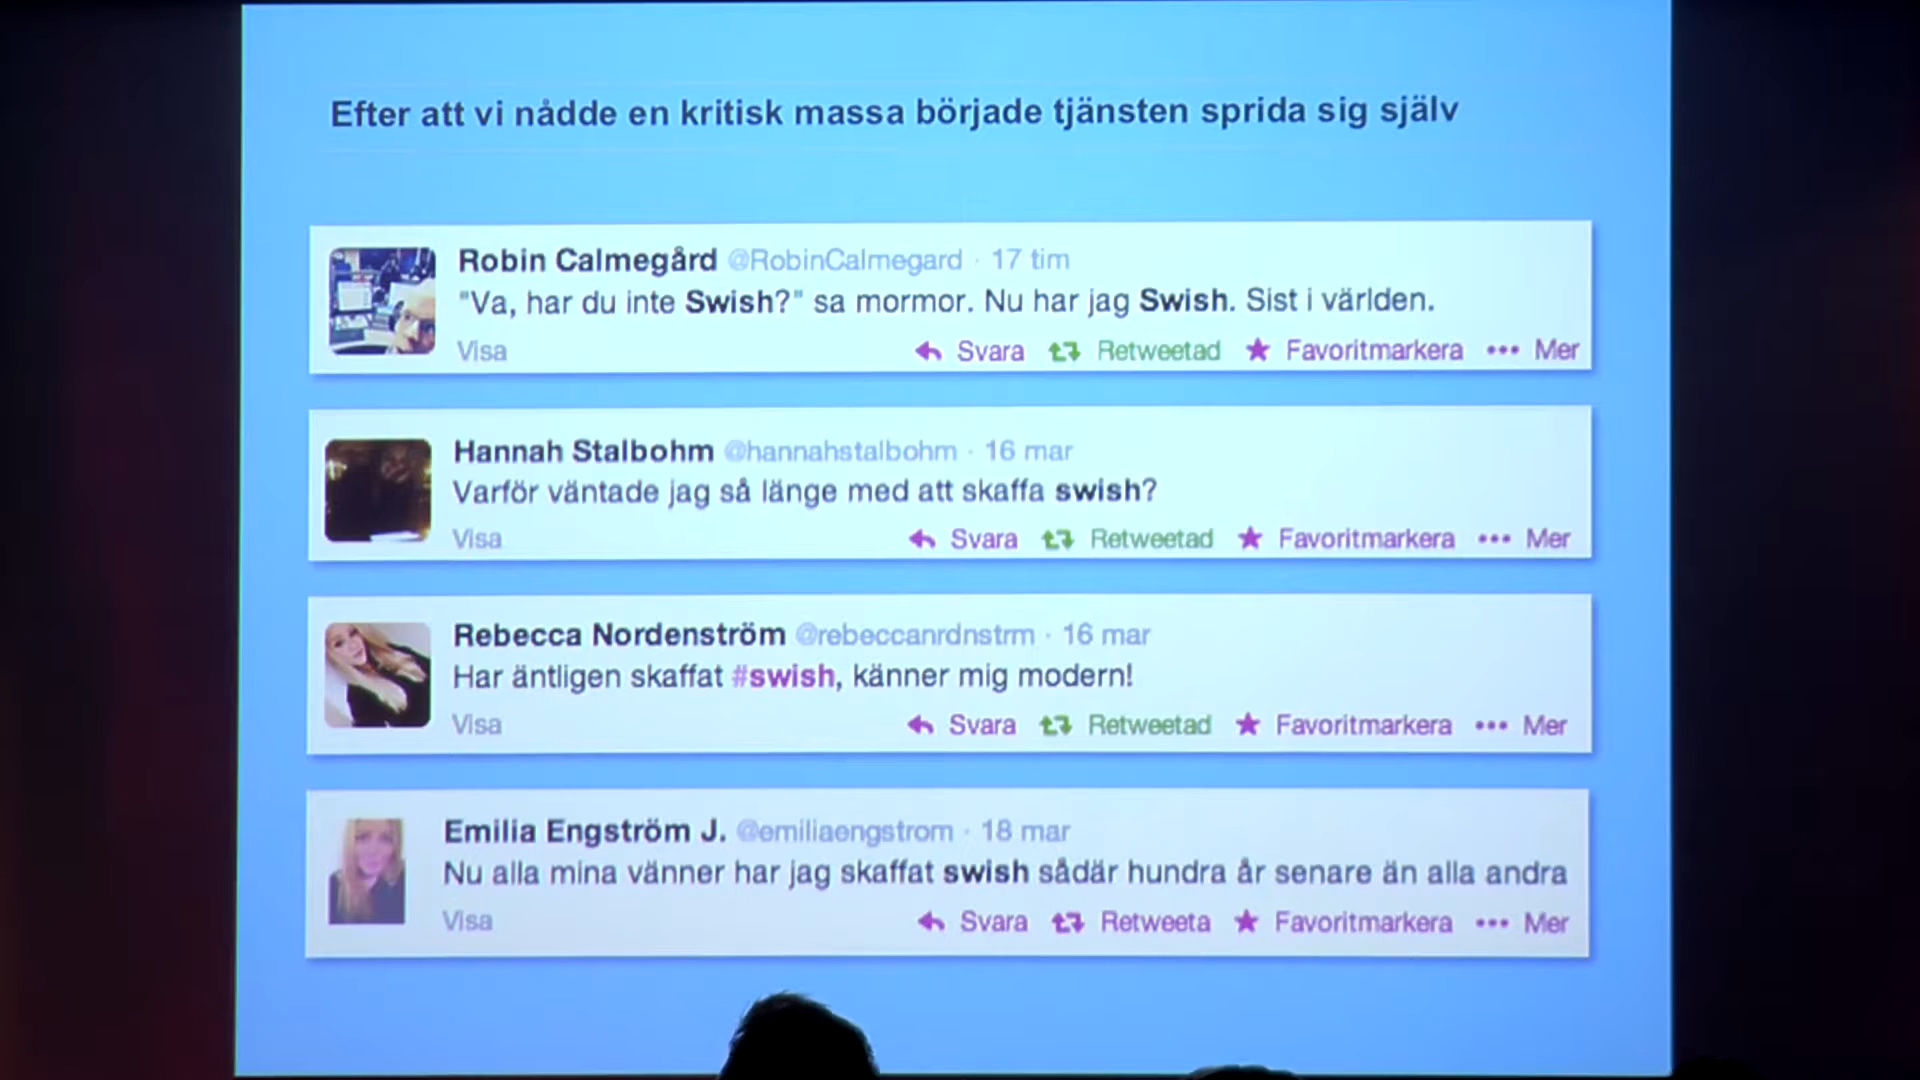 Efter att vi nådde en kritisk massa började tjänsten sprida sig själv
Robin Calmegård @RobinCalmegard · 17 tim
"Va, har du inte Swish?" sa mormor. Nu har jag Swish. Sist i världen.
Visa Svara Retweetad Favoritmarkera ••• Mer
Hannah Stalbohm @hannahstalbohm · 16 mar
Varför väntade jag så länge med att skaffa swish?
Visa Svara Retweetad Favoritmarkera ••• Mer
Rebecca Nordenström @rebeccanrdnstrm · 16 mar
Har äntligen skaffat #swish, känner mig modern!
Visa Svara Retweetad Favoritmarkera ••• Mer
Emilia Engström J. @emiliaengstrom · 18 mar
Nu alla mina vänner har jag skaffat swish sådär hundra år senare än alla andra
Visa Svara Retweeta Favoritmarkera ••• Mer